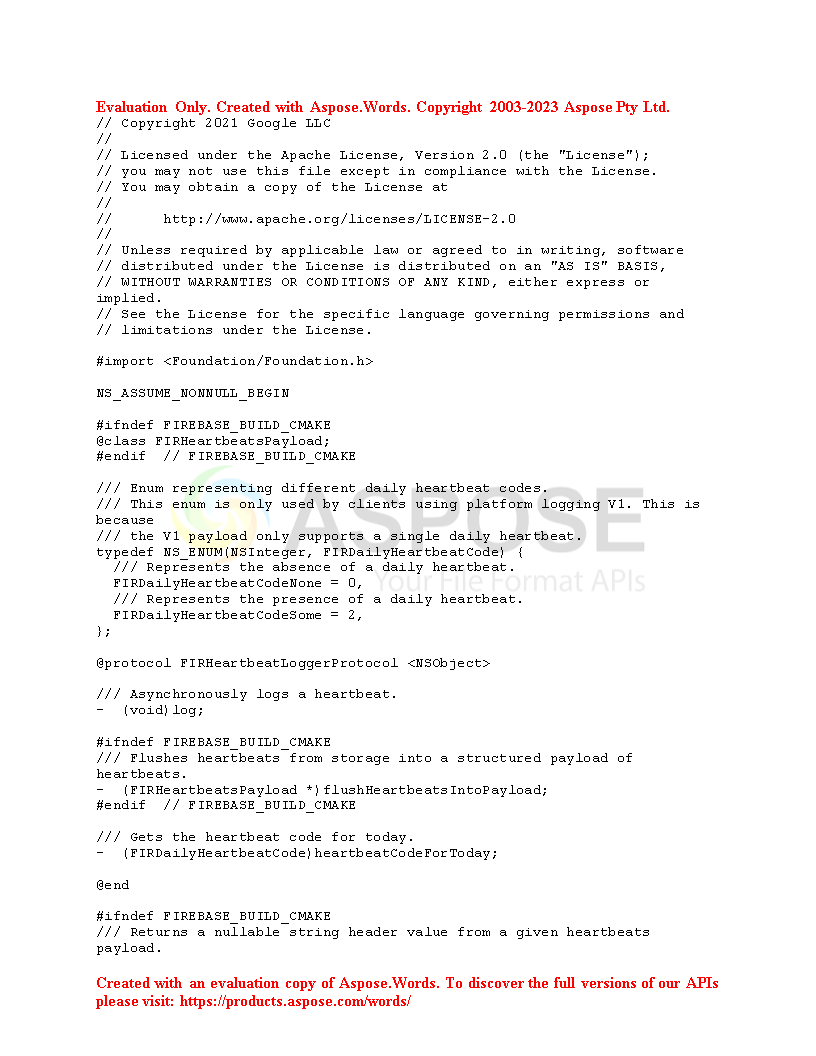 Evaluation Only. Created with Aspose.Words. Copyright 2003-2023 Aspose Pty Ltd.
// Copyright 2021 Google LLC
//
// Licensed under the Apache License, Version 2.0 (the "License");
// you may not use this file except in compliance with the License.
// You may obtain a copy of the License at
//
//      http://www.apache.org/licenses/LICENSE-2.0
//
// Unless required by applicable law or agreed to in writing, software
// distributed under the License is distributed on an "AS IS" BASIS,
// WITHOUT WARRANTIES OR CONDITIONS OF ANY KIND, either express or
implied.
// See the License for the specific language governing permissions and
// limitations under the License.

#import <Foundation/Foundation.h>

NS_ASSUME_NONNULL_BEGIN

#ifndef FIREBASE_BUILD_CMAKE
@class FIRHeartbeatsPayload;
#endif  // FIREBASE_BUILD_CMAKE

/// Enum representing different daily heartbeat codes.
/// This enum is only used by clients using platform logging V1. This is
because
/// the V1 payload only supports a single daily heartbeat.
typedef NS_ENUM(NSInteger, FIRDailyHeartbeatCode) {
  /// Represents the absence of a daily heartbeat.
  FIRDailyHeartbeatCodeNone = 0,
  /// Represents the presence of a daily heartbeat.
  FIRDailyHeartbeatCodeSome = 2,
};
ASPOSE
Your File Format APIs

@protocol FIRHeartbeatLoggerProtocol <NSObject>

/// Asynchronously logs a heartbeat.
-  (void)log;

#ifndef FIREBASE_BUILD_CMAKE
/// Flushes heartbeats from storage into a structured payload of
heartbeats.
-  (FIRHeartbeatsPayload *)flushHeartbeatsIntoPayload;
#endif  // FIREBASE_BUILD_CMAKE

/// Gets the heartbeat code for today.
-  (FIRDailyHeartbeatCode)heartbeatCodeForToday;

@end

#ifndef FIREBASE_BUILD_CMAKE
/// Returns a nullable string header value from a given heartbeats
payload.

Created with an evaluation copy of Aspose.Words. To discover the full versions of our APIs
please visit: https://products.aspose.com/words/